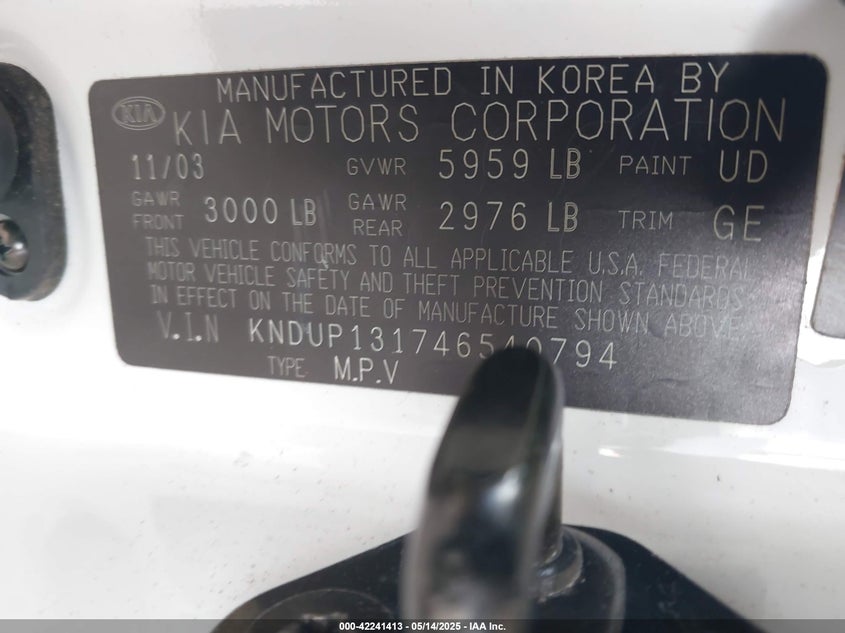 MANUFACTURED IN KOREA BY
KIA KIA MOTORS CORPORATION
11/03 GVWR 5959 LB PAINT UD
GAWR FRONT 3000 LB GAWR REAR 2976 LB TRIM GE
THIS VEHICLE CONFORMS TO ALL APPLICABLE U.S.A. FEDERAL
MOTOR VEHICLE SAFETY AND THEFT PREVENTION STANDARDS
IN EFFECT ON THE DATE OF MANUFACTURE SHOWN ABOVE.
V.I.N KNDUP131746540794
TYPE M.P.V
000-42241413 - 05/14/2025 - IAA Inc.